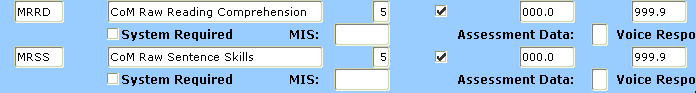 MRRD CoM Raw Reading Comprehension 5 000.0 999.9
System Required MIS: Assessment Data: Voice Respo
MRSS CoM Raw Sentence Skills 5 000.0 999.9
System Required MIS: Assessment Data: Voice Respo